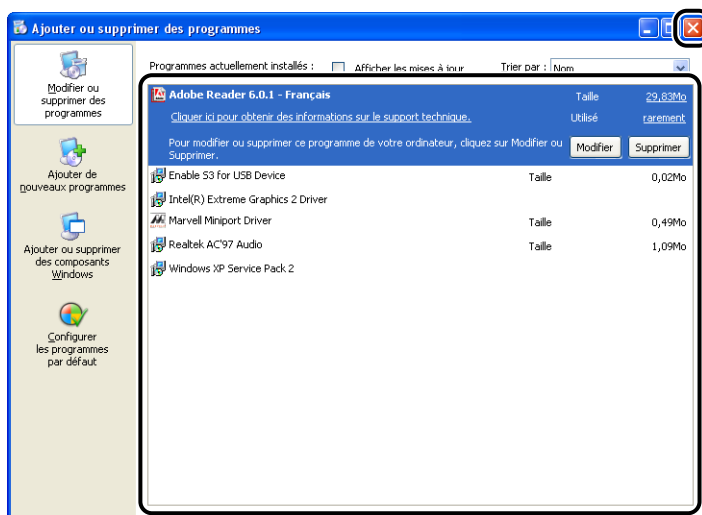 Ajouter ou supprimer des programmes
Modifier ou
supprimer des
programmes
Ajouter de
nouveaux programmes
Ajouter ou supprimer
des composants
Windows
Configurer
les programmes
par défaut
Programmes actuellement installés :
Afficher les mises à jour
Trier par :
Nom
Adobe Reader 6.0.1 - Français
Taille
29,83Mo
Cliquer ici pour obtenir des informations sur le support technique.
Utilisé
rarement
Pour modifier ou supprimer ce programme de votre ordinateur, cliquez sur Modifier ou
Supprimer.
Modifier
Supprimer
Enable S3 for USB Device
Taille
0,02Mo
Intel(R) Extreme Graphics 2 Driver
Marvell Miniport Driver
Taille
0,49Mo
Realtek AC'97 Audio
Taille
1,09Mo
Windows XP Service Pack 2